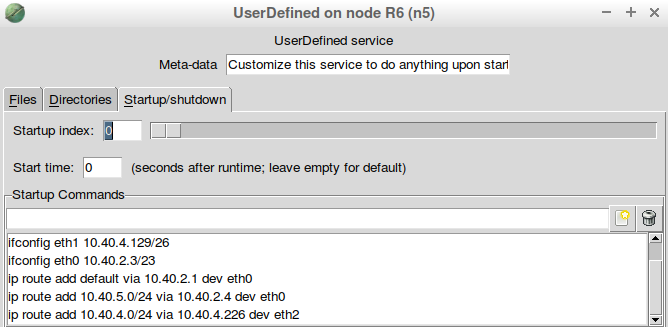 UserDefined on node R6 (n5)
UserDefined service
Meta-data Customize this service to do anything upon start
Files Directories Startup/shutdown
Startup index: 0
Start time: 0 (seconds after runtime; leave empty for default)
Startup Commands
ifconfig eth1 10.40.4.129/26
ifconfig eth0 10.40.2.3/23
ip route add default via 10.40.2.1 dev eth0
ip route add 10.40.5.0/24 via 10.40.2.4 dev eth0
ip route add 10.40.4.0/24 via 10.40.4.226 dev eth2